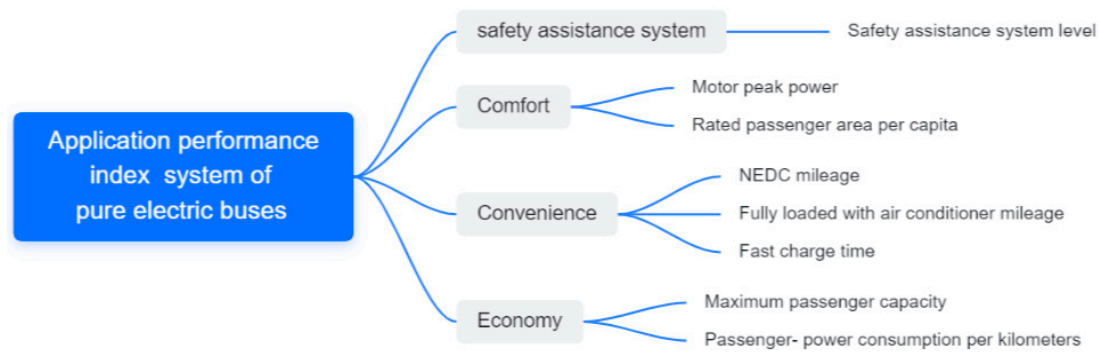 Application performance
index system of
pure electric buses
safety assistance system
Safety assistance system level
Comfort
Motor peak power
Rated passenger area per capita
Convenience
NEDC mileage
Fully loaded with air conditioner mileage
Fast charge time
Economy
Maximum passenger capacity
Passenger- power consumption per kilometers